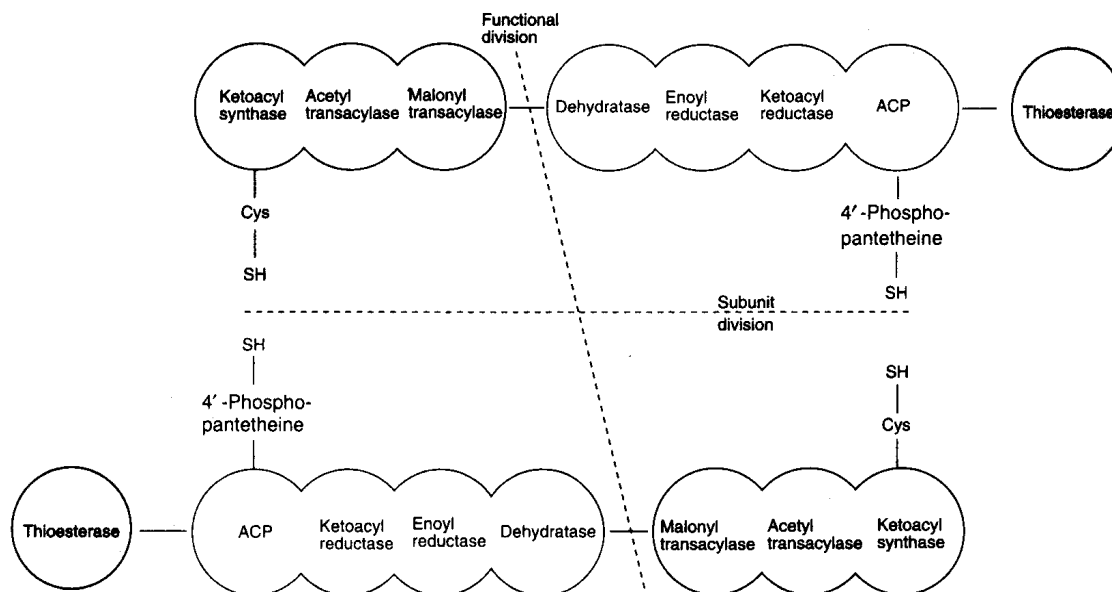 Functional
division
Ketoacyl
synthase
Acetyl
transacylase
Malonyl
transacylase
Dehydratase
Enoyl
reductase
Ketoacyl
reductase
ACP
Thioesterase
Cys
SH
4′-Phospho-
pantetheine
SH
Subunit
division
SH
4′-Phospho-
pantetheine
SH
Cys
Thioesterase
ACP
Ketoacyl
reductase
Enoyl
reductase
Dehydratase
Malonyl
transacylase
Acetyl
transacylase
Ketoacyl
synthase